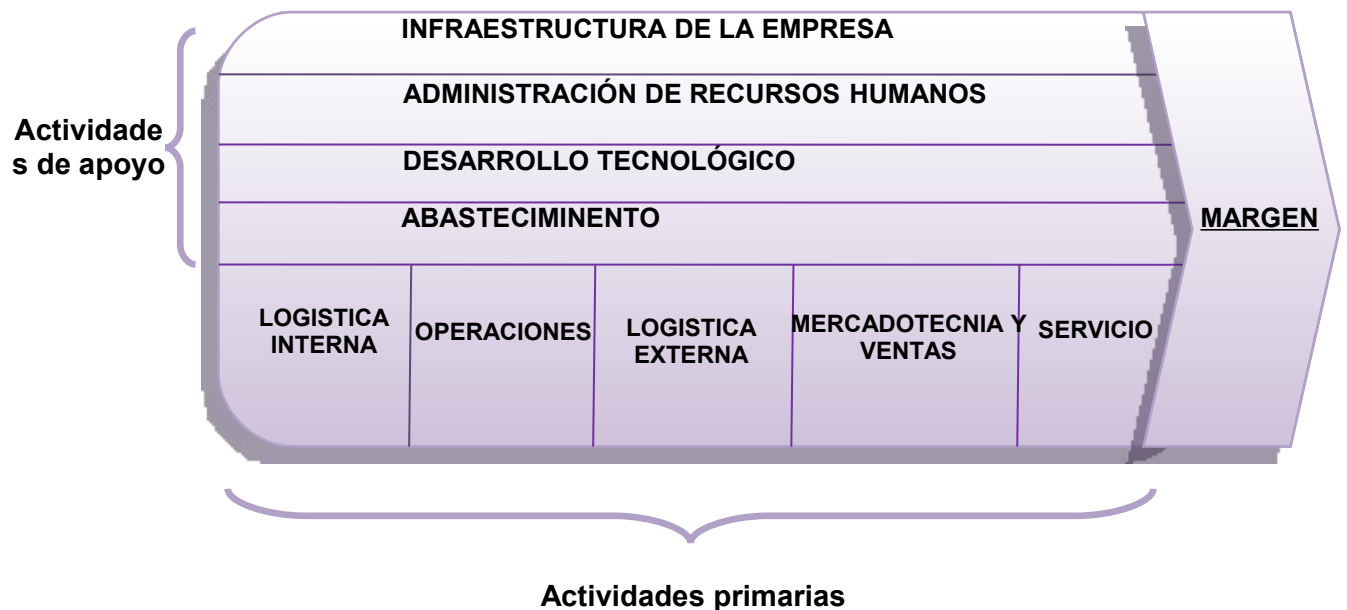 INFRAESTRUCTURA DE LA EMPRESA
ADMINISTRACIÓN DE RECURSOS HUMANOS
Actividade
s de apoyo
DESARROLLO TECNOLÓGICO
ABASTECIMINENTO
MARGEN
LOGISTICA
INTERNA
OPERACIONES
LOGISTICA
EXTERNA
MERCADOTECNIA Y
VENTAS
SERVICIO
Actividades primarias